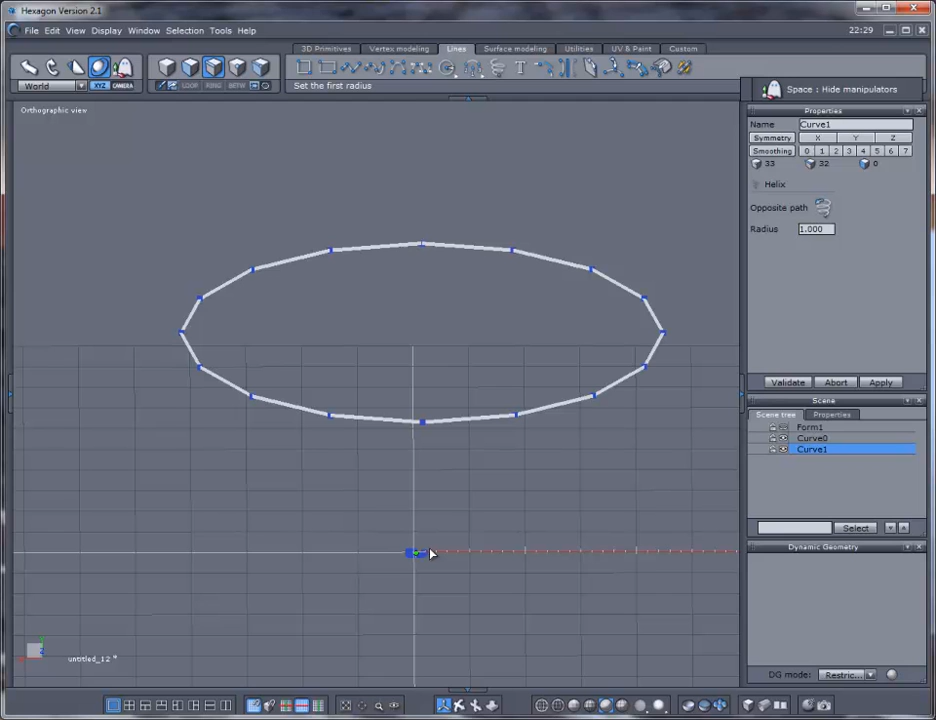 Hexagon Version 2.1
File Edit View Display Window Selection Tools Help
22:29
3D Primitives Vertex modeling Lines Surface modeling Utilities UV & Paint Custom
World
XYZ CAMERA
LOOP RING BETW
Set the first radius
Space : Hide manipulators
Orthographic view
Properties
Name Curve1
Symmetry X Y Z
Smoothing 0 1 2 3 4 5 6 7
33 32 0
Helix
Opposite path
Radius 1.000
Validate Abort Apply
Scene
Scene tree Properties
Form1
Curve0
Curve1
Select
Dynamic Geometry
untitled_12 *
DG mode: Restric...